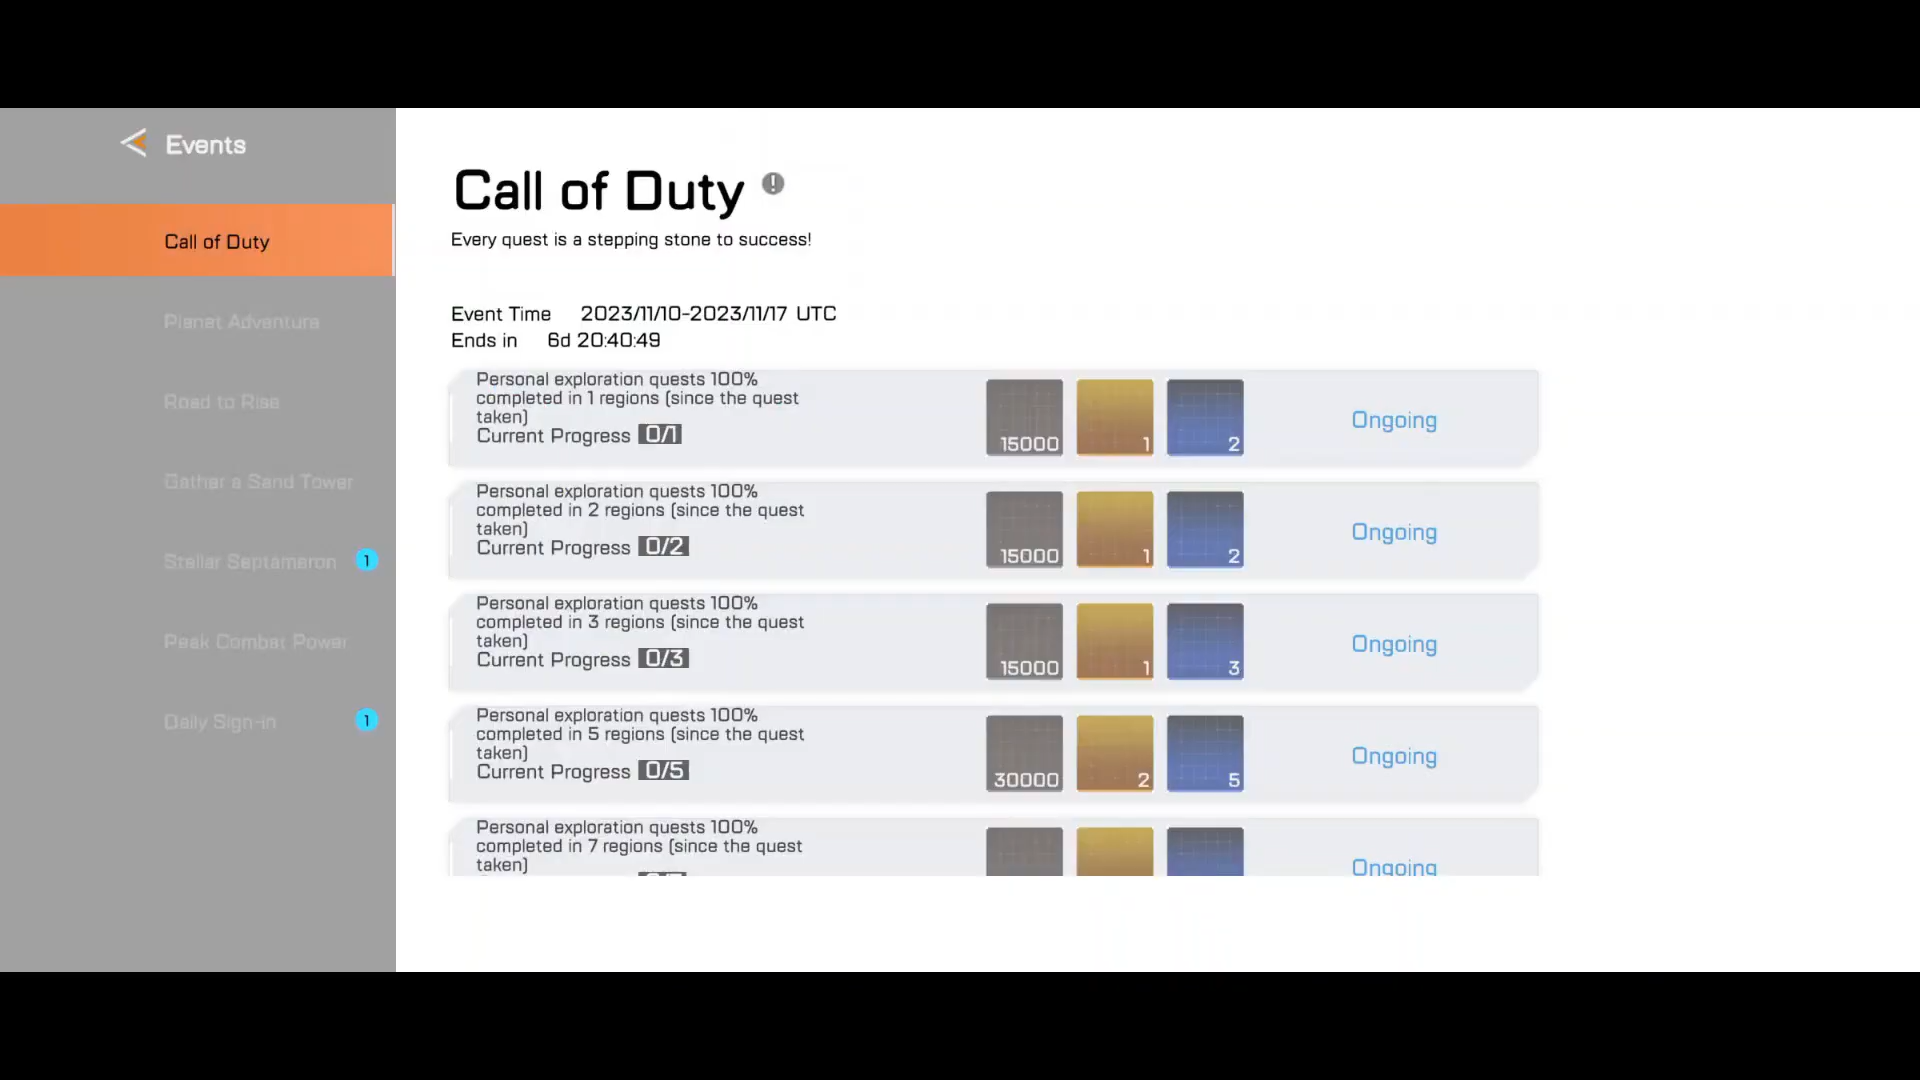 Events
Call of Duty
Planet Adventure
Road to Rise
Gather a Sand Tower
Stellar Septameron 1
Peak Combat Power
Daily Sign-in 1
Call of Duty
Every quest is a stepping stone to success!
Event Time 2023/11/10-2023/11/17 UTC
Ends in 6d 20:40:49
Personal exploration quests 100%
completed in 1 regions (since the quest
taken)
Current Progress 0/1
15000 1 2
Ongoing
Personal exploration quests 100%
completed in 2 regions (since the quest
taken)
Current Progress 0/2
15000 1 2
Ongoing
Personal exploration quests 100%
completed in 3 regions (since the quest
taken)
Current Progress 0/3
15000 1 3
Ongoing
Personal exploration quests 100%
completed in 5 regions (since the quest
taken)
Current Progress 0/5
30000 2 5
Ongoing
Personal exploration quests 100%
completed in 7 regions (since the quest
taken)
Ongoing